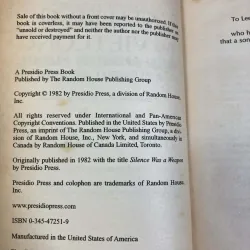 Sale of this book without a front cover may be unauthorized. If this
book is coverless, it may have been reported to the publisher as
"unsold or destroyed" and neither the author nor the publisher may
have received payment for it.
A Presidio Press Book
Published by The Random House Publishing Group
Copyright © 1982 by Presidio Press, a division of Random House,
Inc.
All rights reserved under International and Pan-American
Copyright Conventions. Published in the United States by Presidio
Press, an imprint of The Random House Publishing Group, a division
of Random House, Inc., New York, and simultaneously in
Canada by Random House of Canada Limited, Toronto.
Originally published in 1982 with the title Silence Was a Weapon
by Presidio Press.
Presidio Press and colophon are trademarks of Random House,
Inc.
www.presidiopress.com
ISBN 0-345-47251-9
Manufactured in the United States of America
To Le
who h
that a son